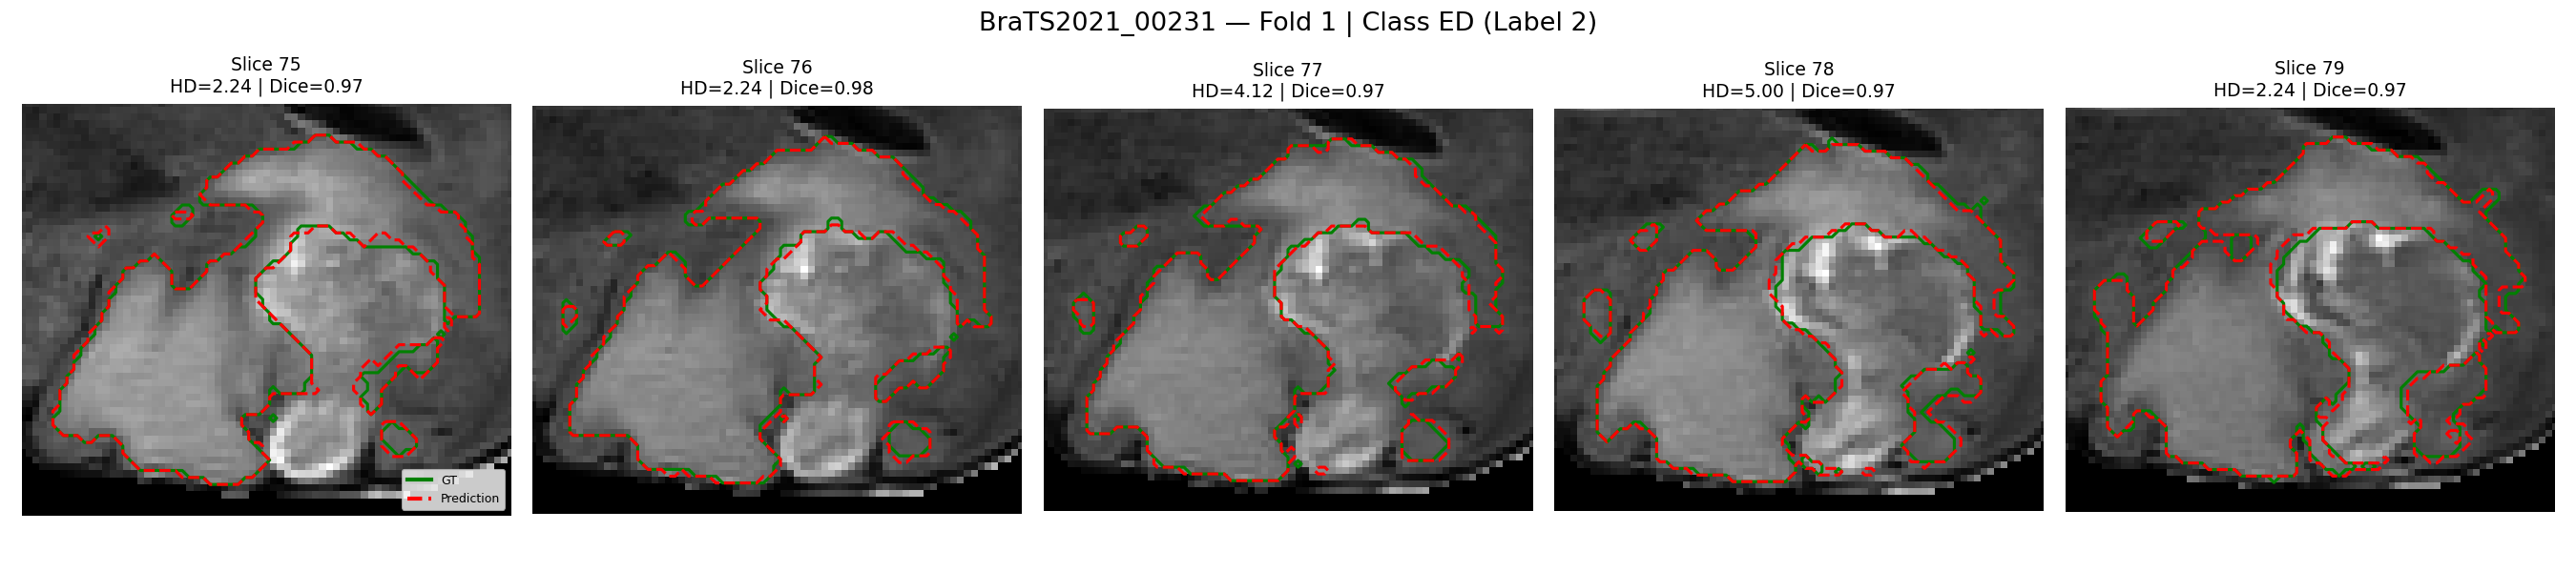 BraTS2021_00231 — Fold 1 | Class ED (Label 2)
Slice 75
HD=2.24 | Dice=0.97
Slice 76
HD=2.24 | Dice=0.98
Slice 77
HD=4.12 | Dice=0.97
Slice 78
HD=5.00 | Dice=0.97
Slice 79
HD=2.24 | Dice=0.97
GT
Prediction